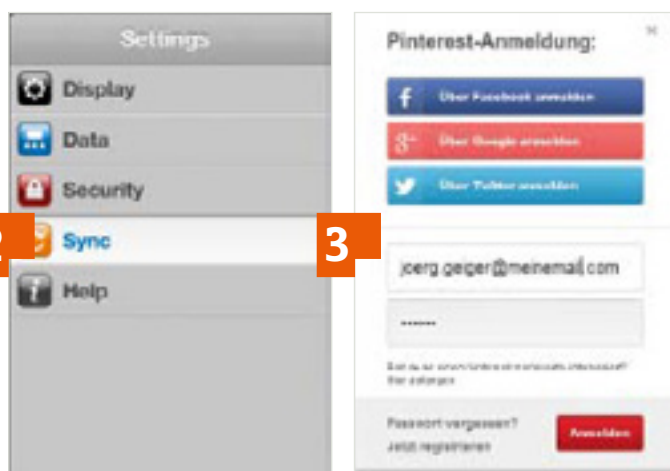 Settings
Display
Data
Security
2
Sync
Help
3
Pinterest-Anmeldung:
f
Über Facebook anmelden
g+
Über Google anmelden
Über Twitter anmelden
joerg.geiger@meinemail.com
•••••••
Passwort vergessen?
Jetzt registrieren
Anmelden